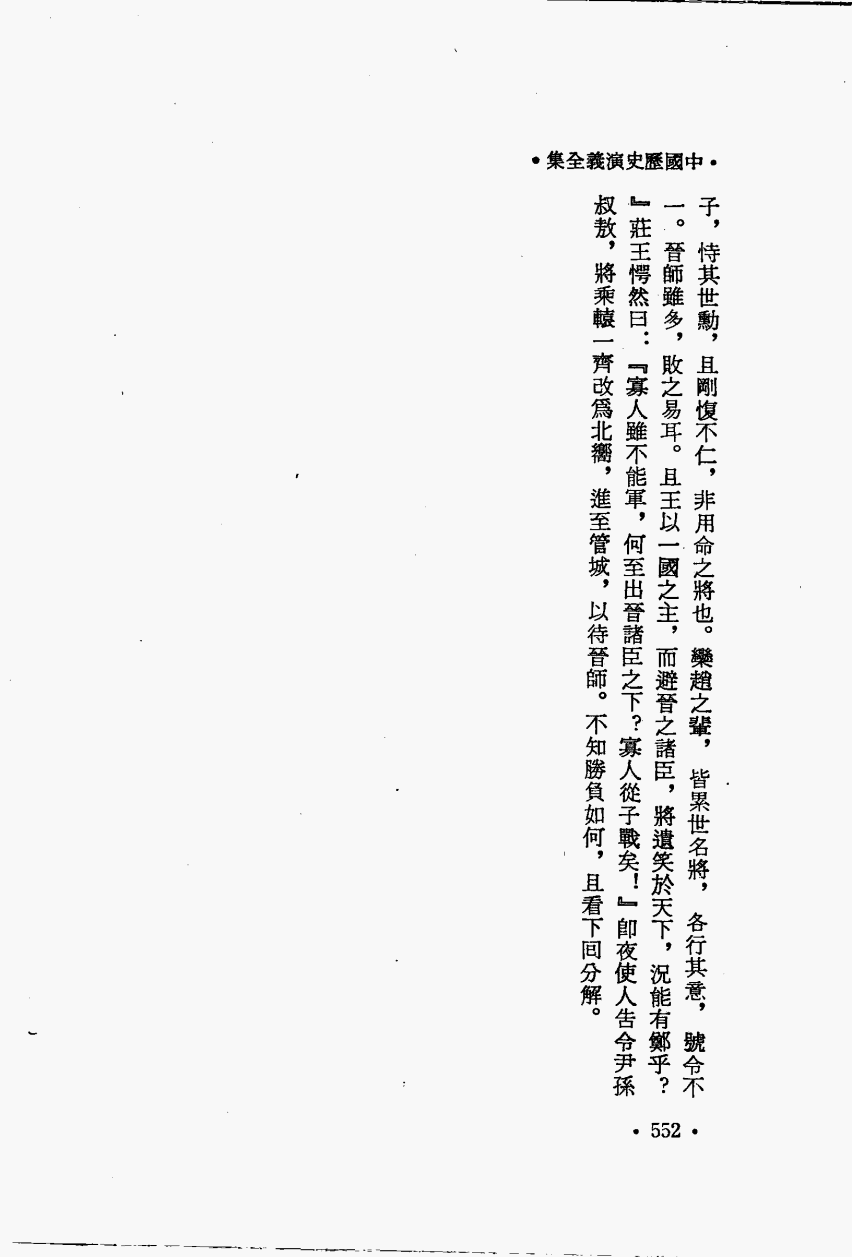 •中國歷史演義全集•
子，恃其世勳，且剛愎不仁，非用命之將也。欒趙之輩，皆累世名將，各行其意，號令不
一。晉師雖多，敗之易耳。且王以一國之主，而避晉之諸臣，將遺笑於天下，況能有鄭乎？
』莊王愕然曰：『寡人雖不能軍，何至出晉諸臣之下？寡人從子戰矣！』卽夜使人告令尹孫
叔敖，將乘轅一齊改爲北嚮，進至管城，以待晉師。不知勝負如何，且看下囘分解。
• 552 •